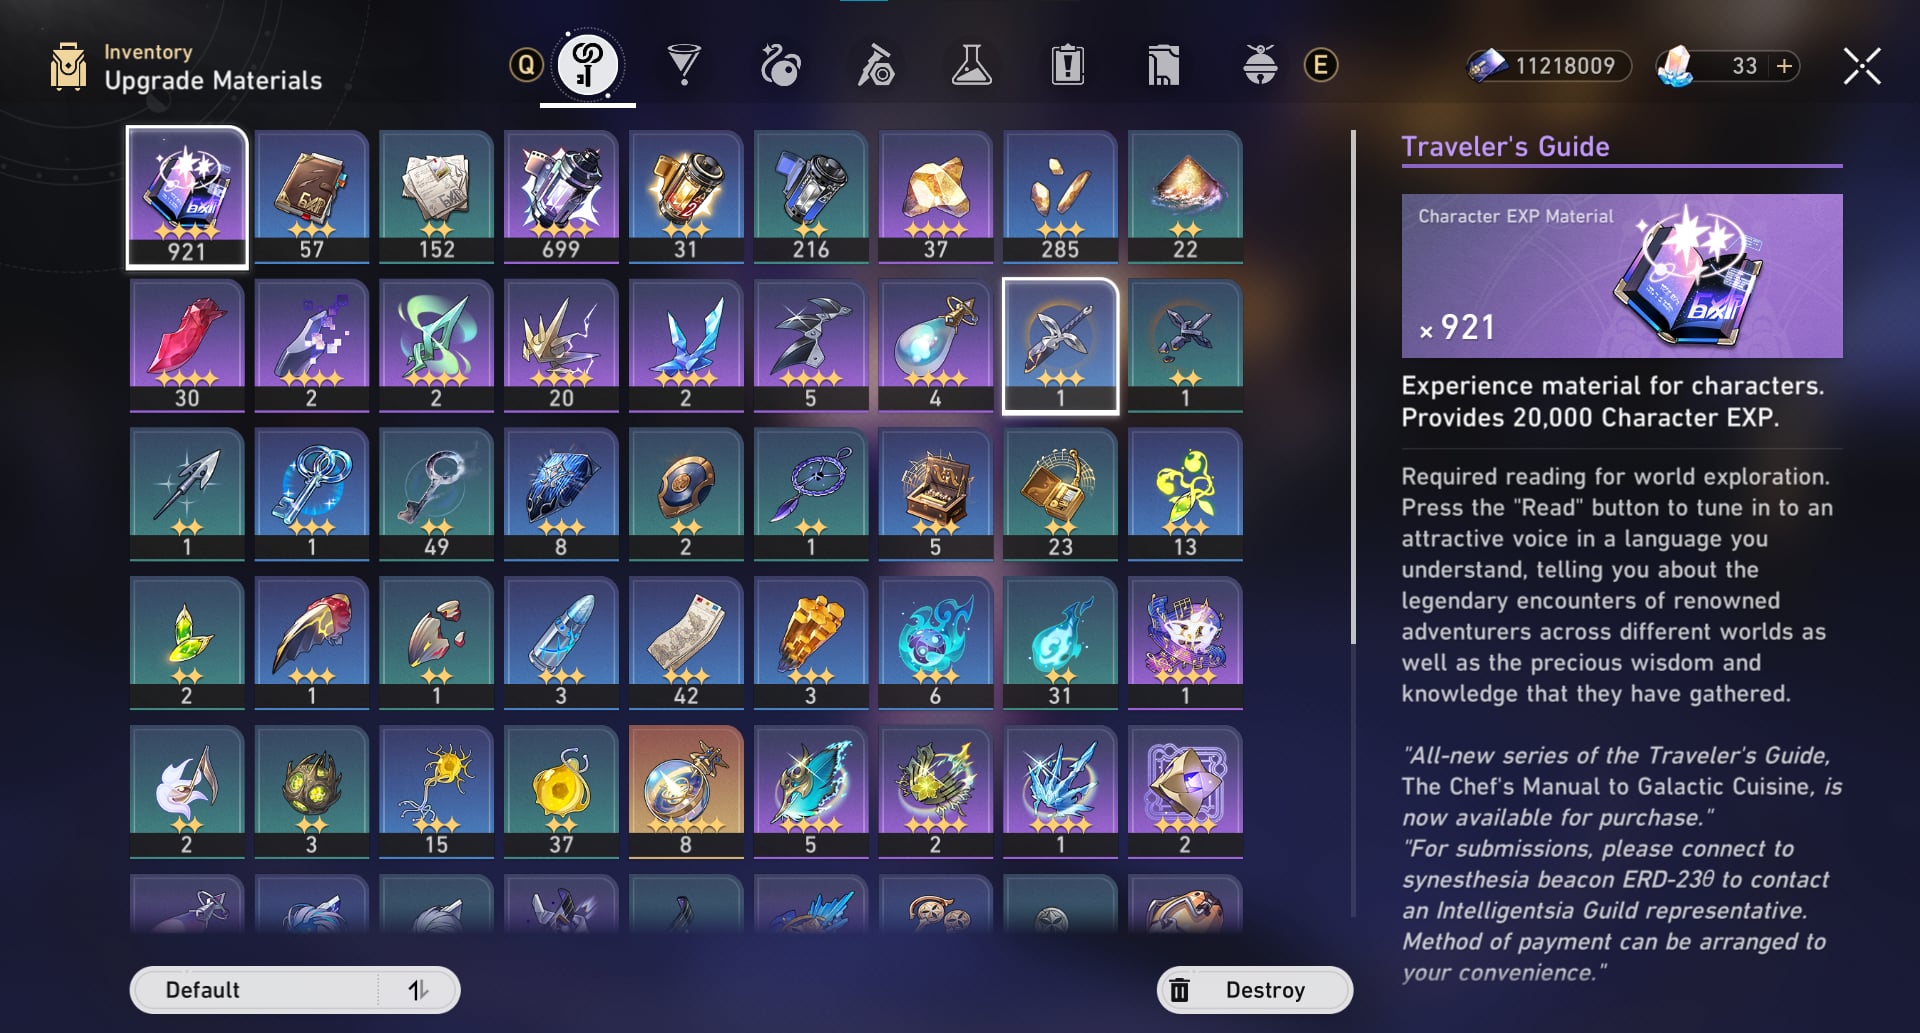 Inventory
Upgrade Materials
Q
E
11218009
33
921
57
152
699
31
216
37
285
22
30
2
2
20
2
5
4
1
1
1
1
49
8
2
1
5
23
13
2
1
1
3
42
3
6
31
1
2
3
15
37
8
5
2
1
2
Default
Destroy
Traveler's Guide
Character EXP Material
× 921
Experience material for characters.
Provides 20,000 Character EXP.
Required reading for world exploration.
Press the "Read" button to tune in to an
attractive voice in a language you
understand, telling you about the
legendary encounters of renowned
adventurers across different worlds as
well as the precious wisdom and
knowledge that they have gathered.
"All-new series of the Traveler's Guide,
The Chef's Manual to Galactic Cuisine, is
now available for purchase."
"For submissions, please connect to
synesthesia beacon ERD-23θ to contact
an Intelligentsia Guild representative.
Method of payment can be arranged to
your convenience."